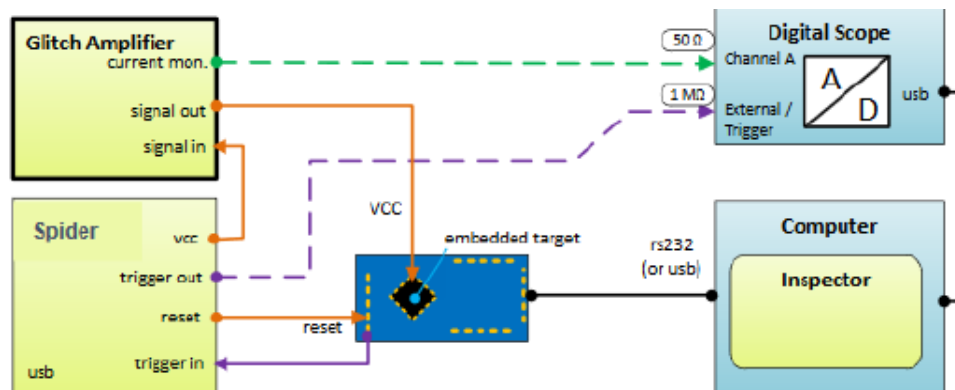 Glitch Amplifier
current mon.
signal out
signal in
50 Ω
Digital Scope
Channel A
1 MΩ
External /
Trigger
A
D
usb
Spider
vcc
trigger out
reset
trigger in
usb
VCC
embedded target
reset
rs232
(or usb)
Computer
Inspector